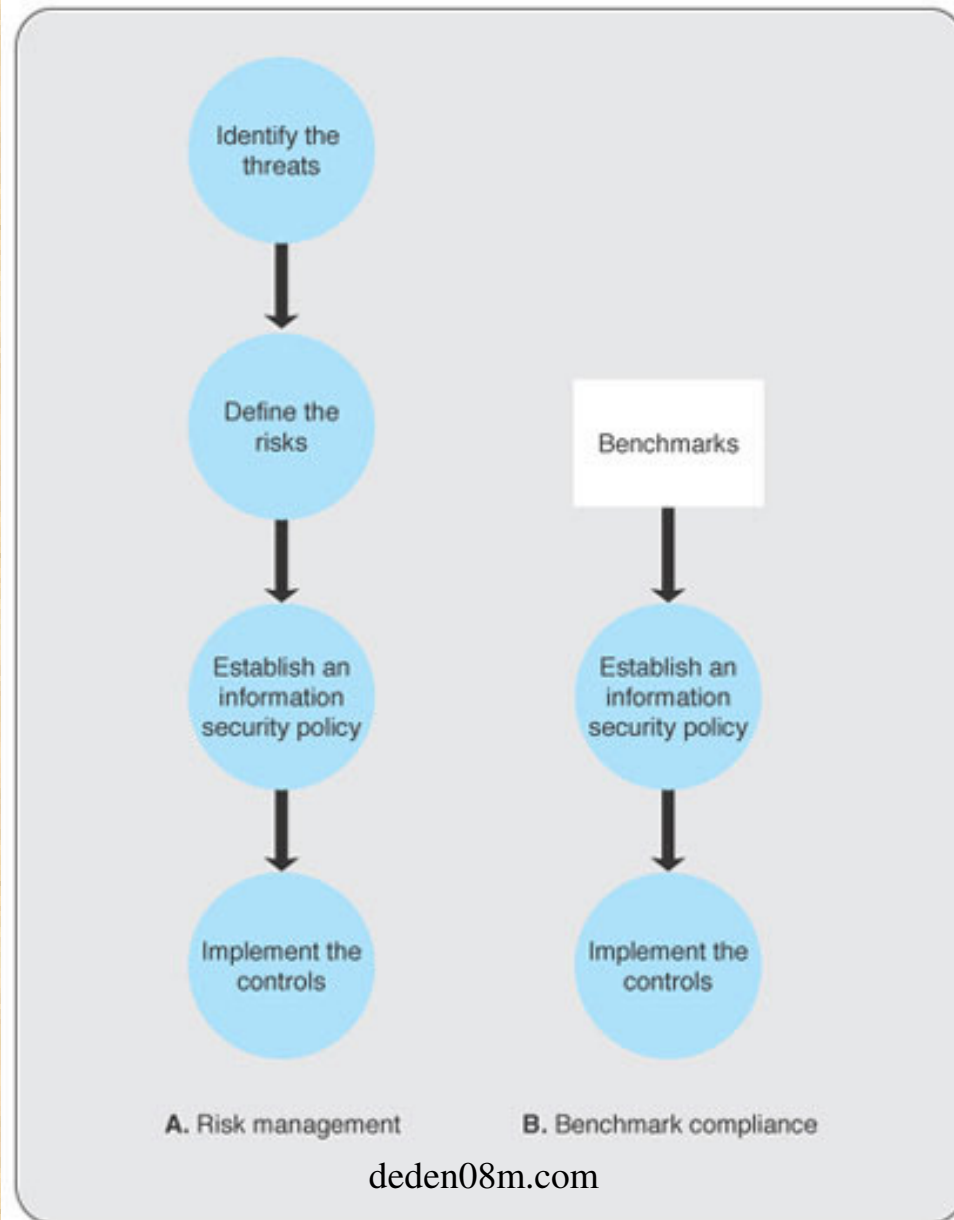 Identify the
threats
Define the
risks
Establish an
information
security policy
Implement the
controls
A. Risk management
Benchmarks
Establish an
information
security policy
Implement the
controls
B. Benchmark compliance
deden08m.com